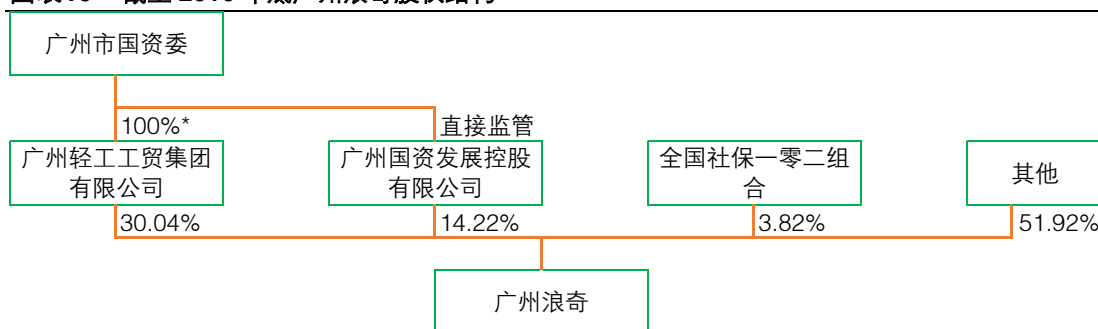 广州市国资委
100%*
直接监管
广州轻工工贸集团
有限公司
广州国资发展控股
有限公司
全国社保一零二组
合
其他
30.04%
14.22%
3.82%
51.92%
广州浪奇